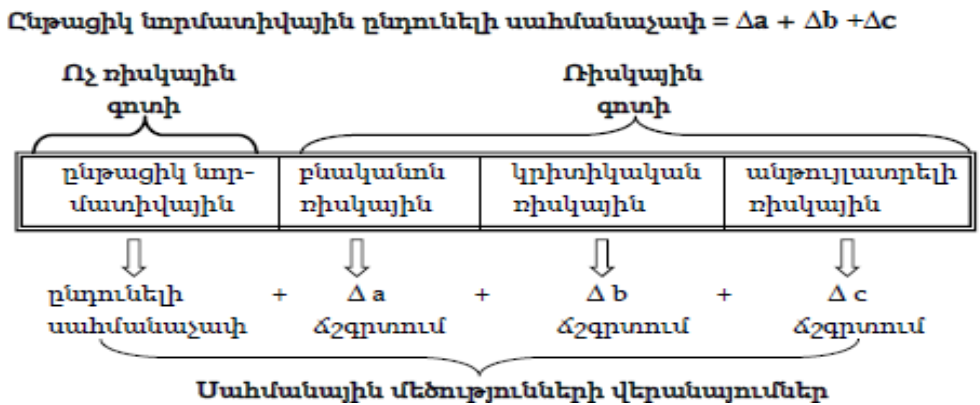 Ընթացիկ նորմատիվային ընդունելի սահմանաչափ = Δa + Δb +Δc
Ոչ ռիսկային Ռիսկային
գոտի գոտի
ընթացիկ նոր- բնականոն կրիտիկական անթույլատրելի
մատիվային ռիսկային ռիսկային ռիսկային
ընդունելի + Δ a + Δ b + Δ c
սահմանաչափ ճշգրտում ճշգրտում ճշգրտում
Սահմանային մեծությունների վերանայումներ